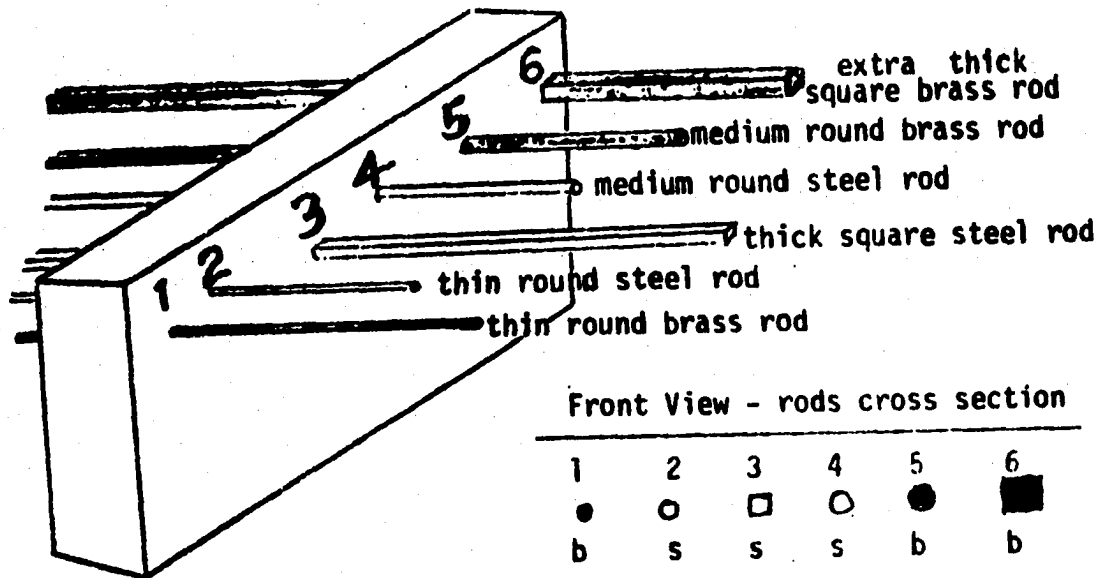 6
extra thick
square brass rod
5
medium round brass rod
4
medium round steel rod
3
thick square steel rod
2
thin round steel rod
1
thin round brass rod
Front View - rods cross section
1 2 3 4 5 6
b s s s b b